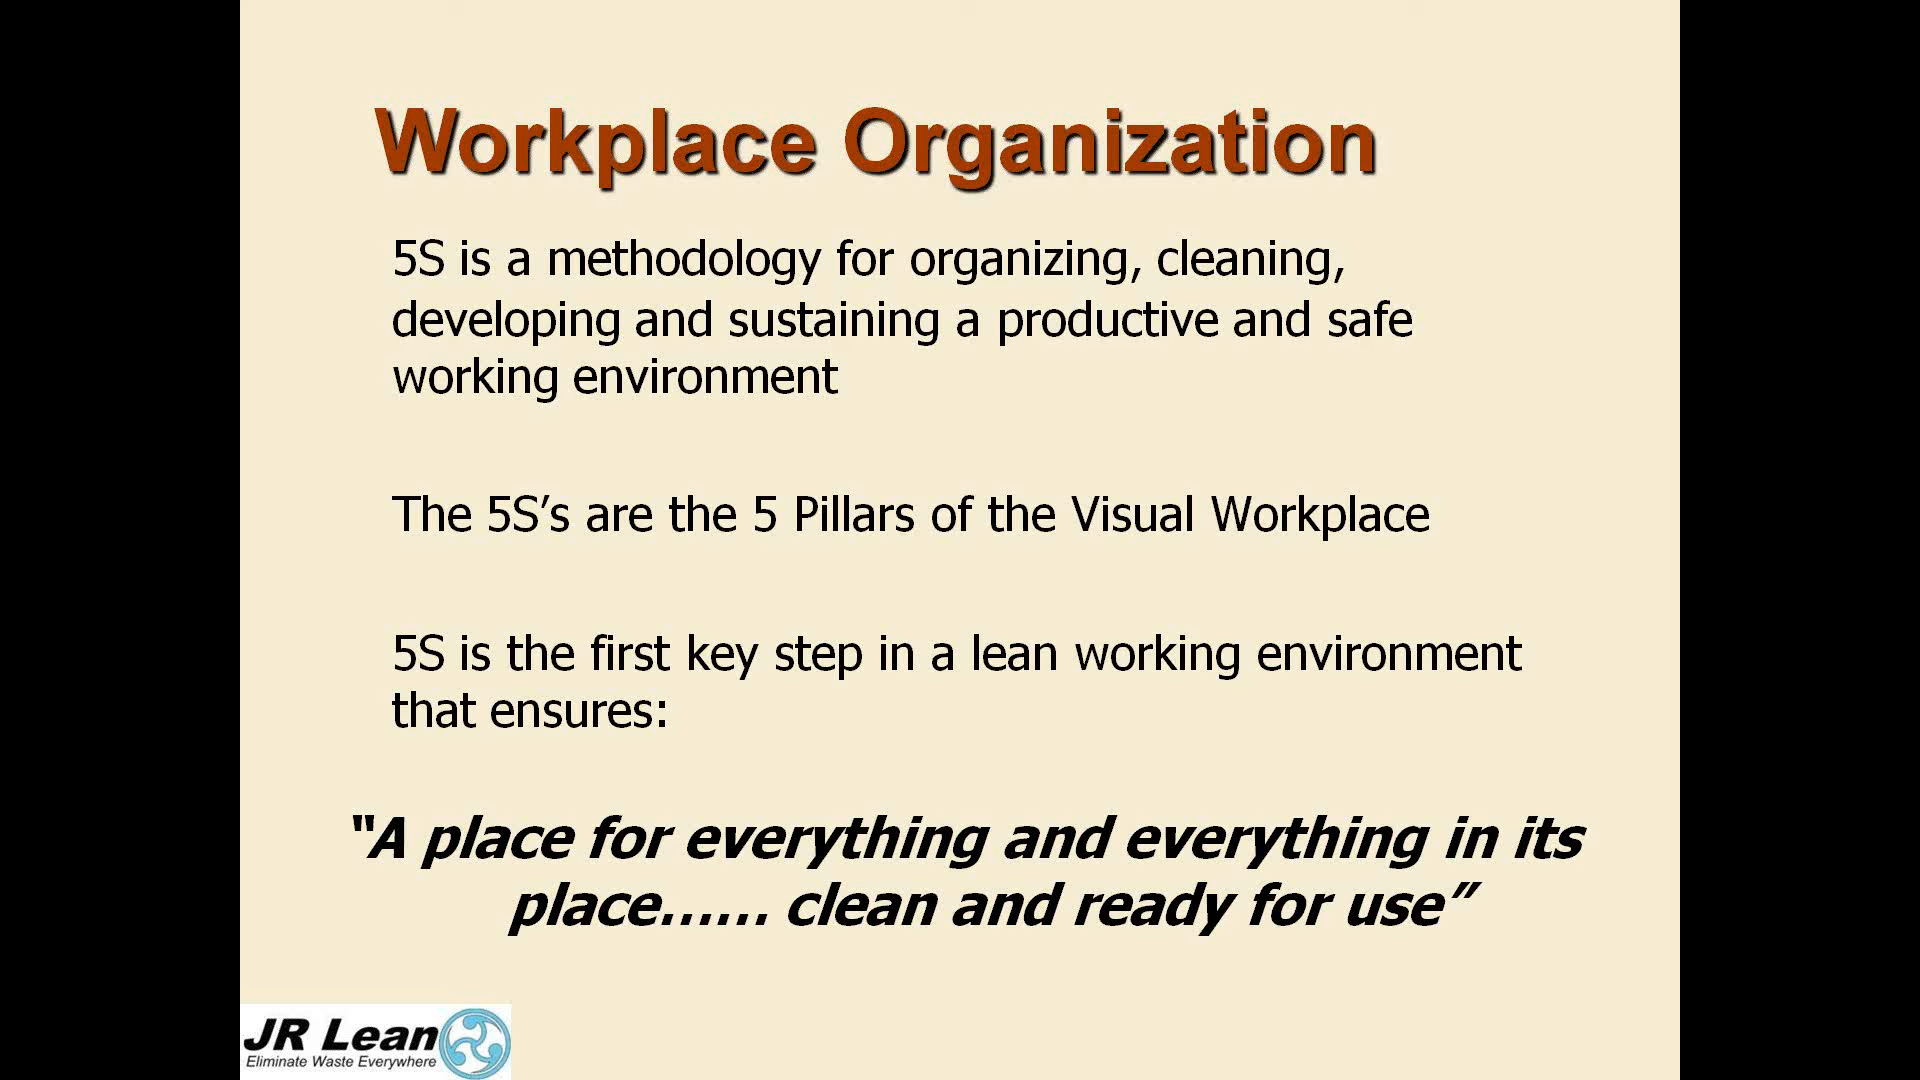 Workplace Organization
5S is a methodology for organizing, cleaning,
developing and sustaining a productive and safe
working environment
The 5S’s are the 5 Pillars of the Visual Workplace
5S is the first key step in a lean working environment
that ensures:
“A place for everything and everything in its
place...... clean and ready for use”
JR Lean
Eliminate Waste Everywhere